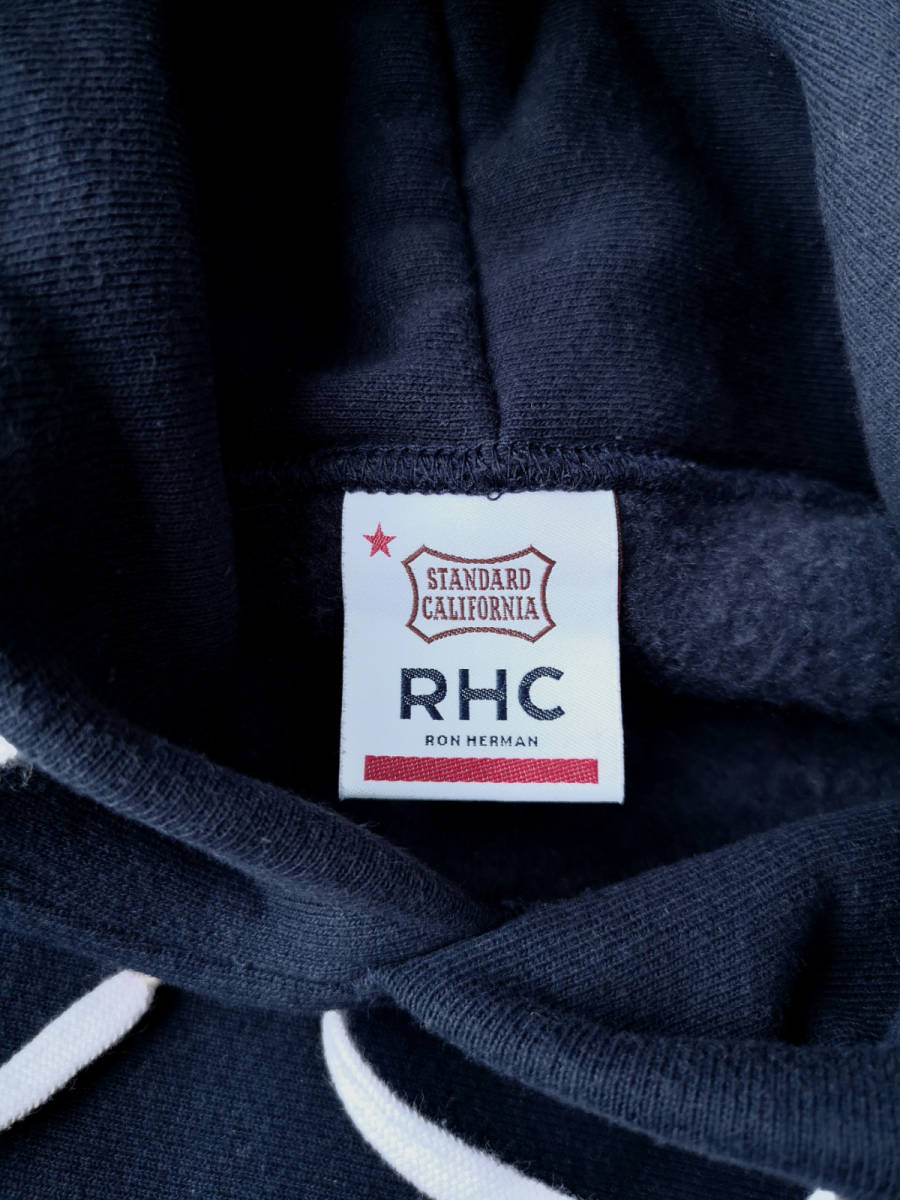 STANDARD
CALIFORNIA
RHC
RON HERMAN